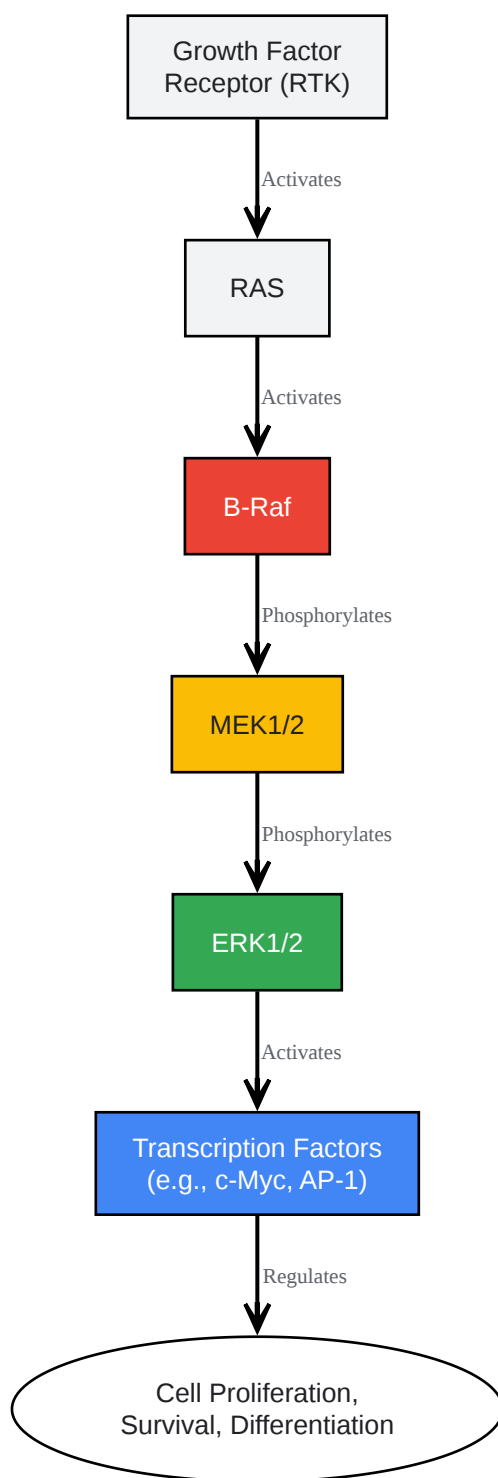 Growth Factor
Receptor (RTK)
Activates
RAS
Activates
B-Raf
Phosphorylates
MEK1/2
Phosphorylates
ERK1/2
Activates
Transcription Factors
(e.g., c-Myc, AP-1)
Regulates
Cell Proliferation,
Survival, Differentiation